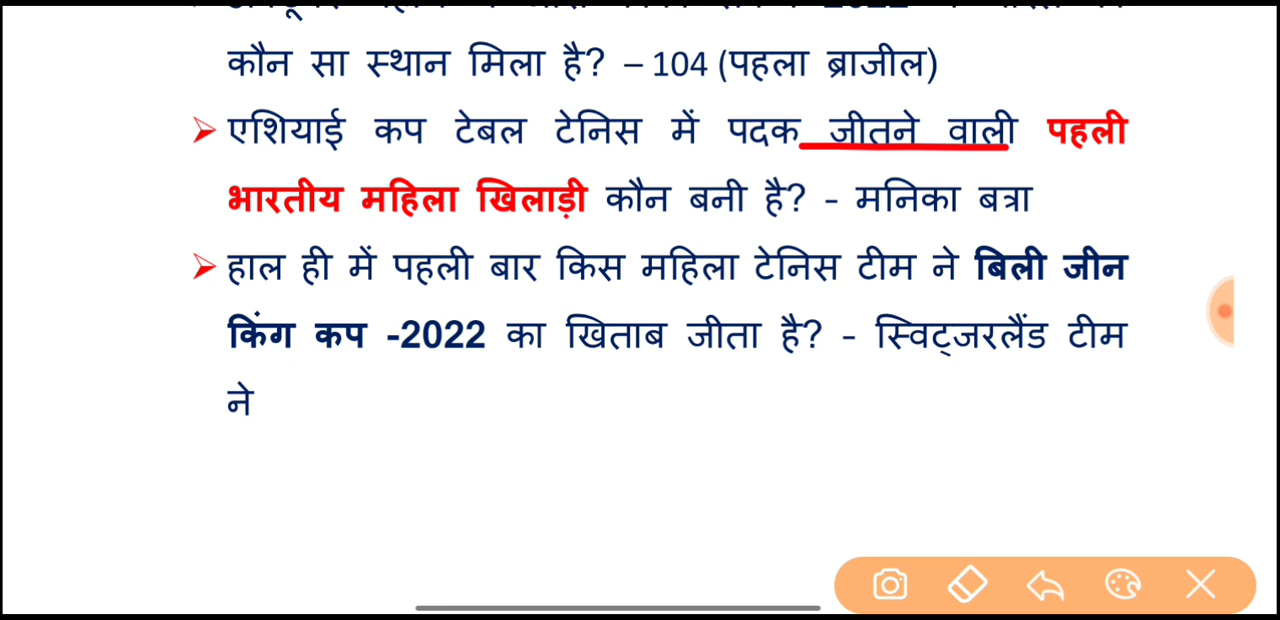 कौन सा स्थान मिला है? – 104 (पहला ब्राजील)
➢ एशियाई कप टेबल टेनिस में पदक जीतने वाली पहली
भारतीय महिला खिलाड़ी कौन बनी है? - मनिका बत्रा
➢ हाल ही में पहली बार किस महिला टेनिस टीम ने बिली जीन
किंग कप -2022 का खिताब जीता है? - स्विट्जरलैंड टीम
ने